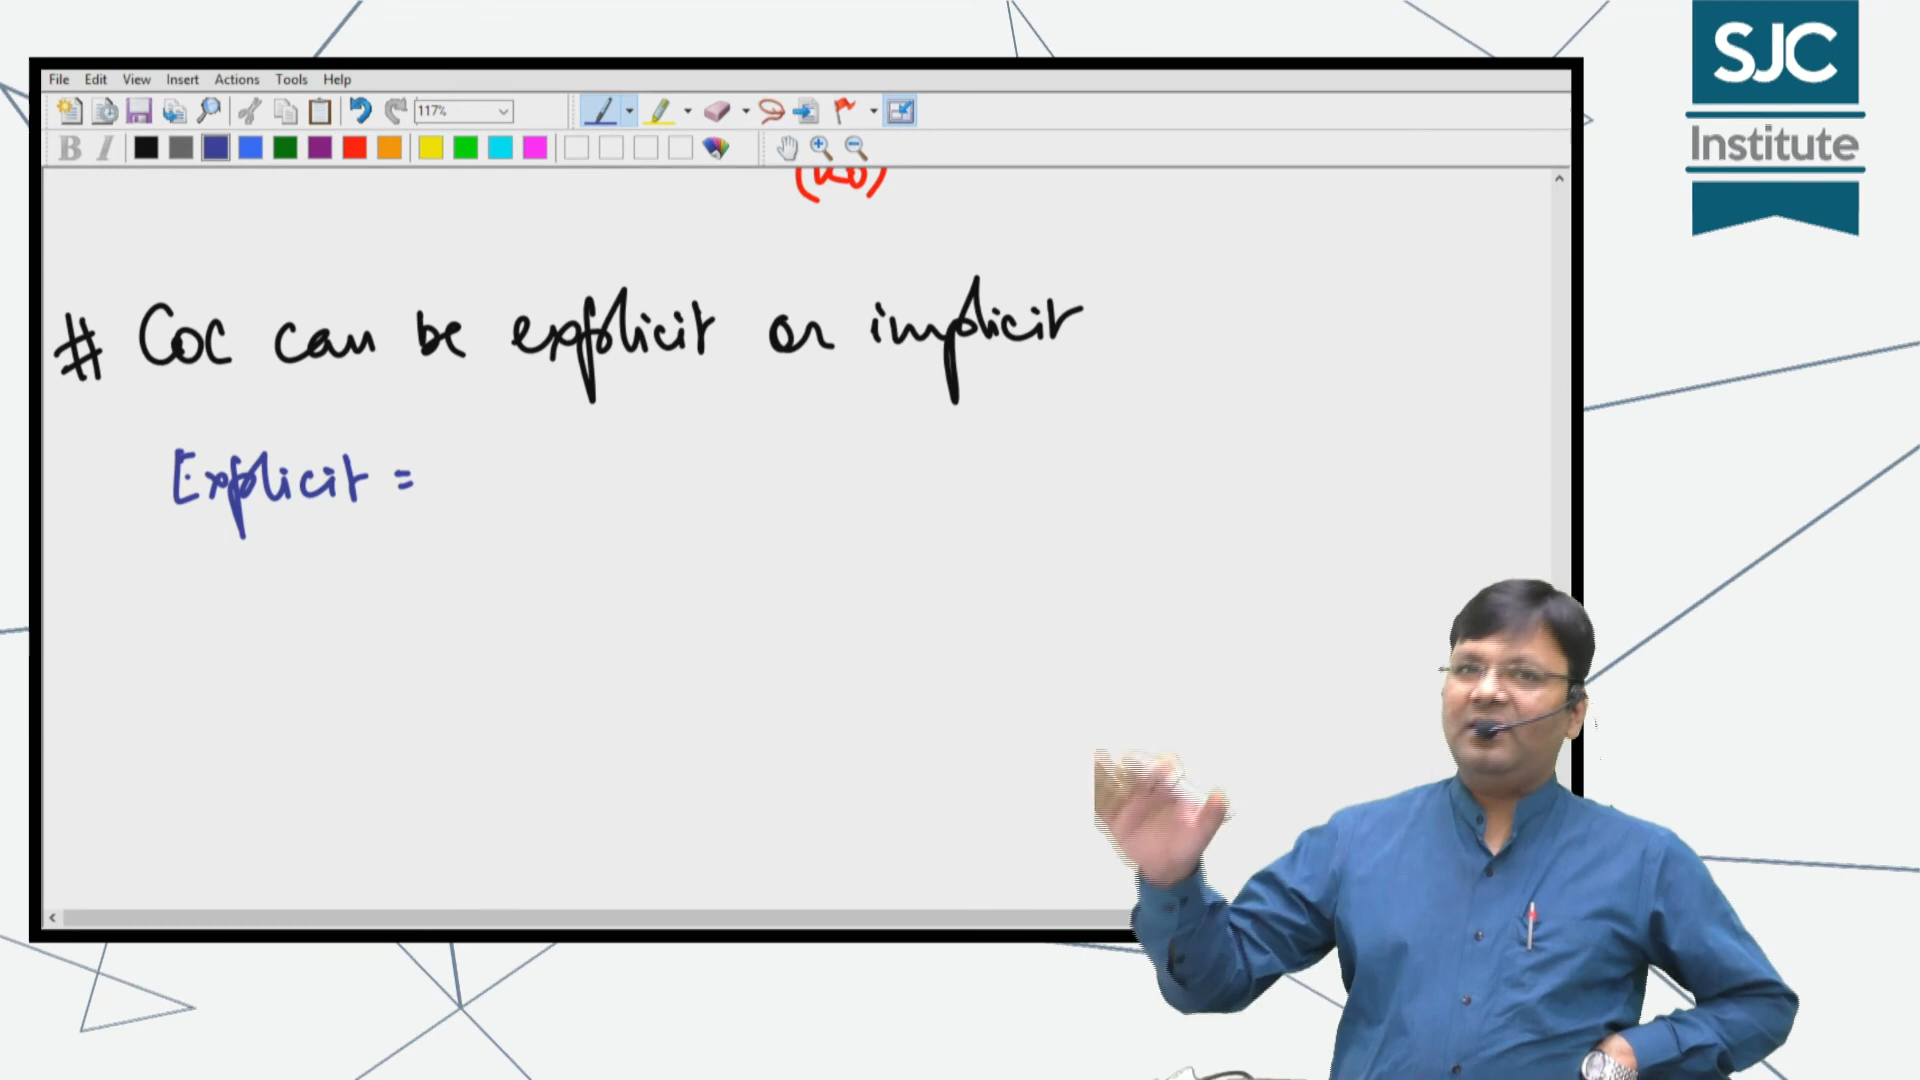 SJC
Institute
File Edit View Insert Actions Tools Help
117%
B I
# CoC can be explicit or implicit
Explicit =